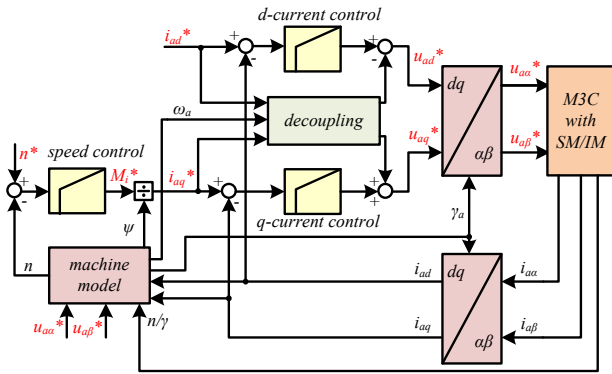 d-current control
i_ad*
+
-
+
-
u_ad*
dq
αβ
u_aα*
M3C
with
SM/IM
ω_a
decoupling
u_aq*
u_aβ*
n*
speed control
M_i*
÷
i_aq*
+
-
+
-
+
+
q-current control
ψ
γ_a
n
machine
model
i_ad
dq
αβ
i_aα
i_aq
i_aβ
n/γ
u_aα*
u_aβ*